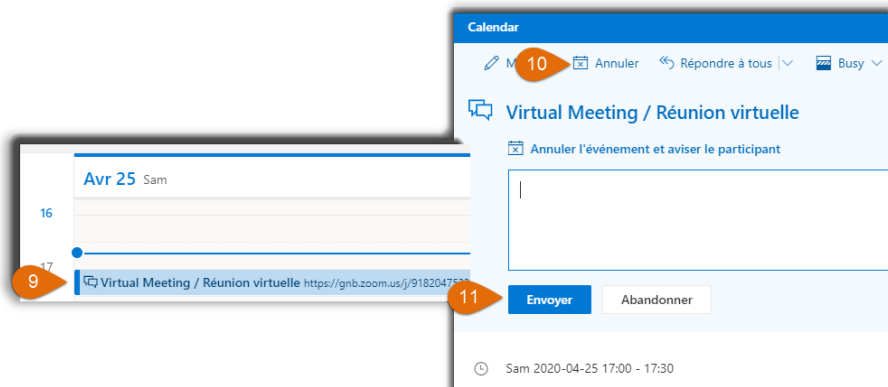 Calendar
M
10
Annuler
Répondre à tous
Busy
Virtual Meeting / Réunion virtuelle
Annuler l'événement et aviser le participant
Avr 25 Sam
16
17
9
Virtual Meeting / Réunion virtuelle https://gnb.zoom.us/j/9182047
11
Envoyer
Abandonner
Sam 2020-04-25 17:00 - 17:30